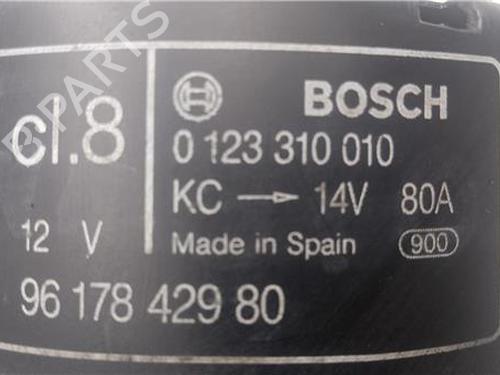 B-PARTS
cl.8
12 V
BOSCH
0 123 310 010
KC → 14V 80A
Made in Spain 900
96 178 429 80